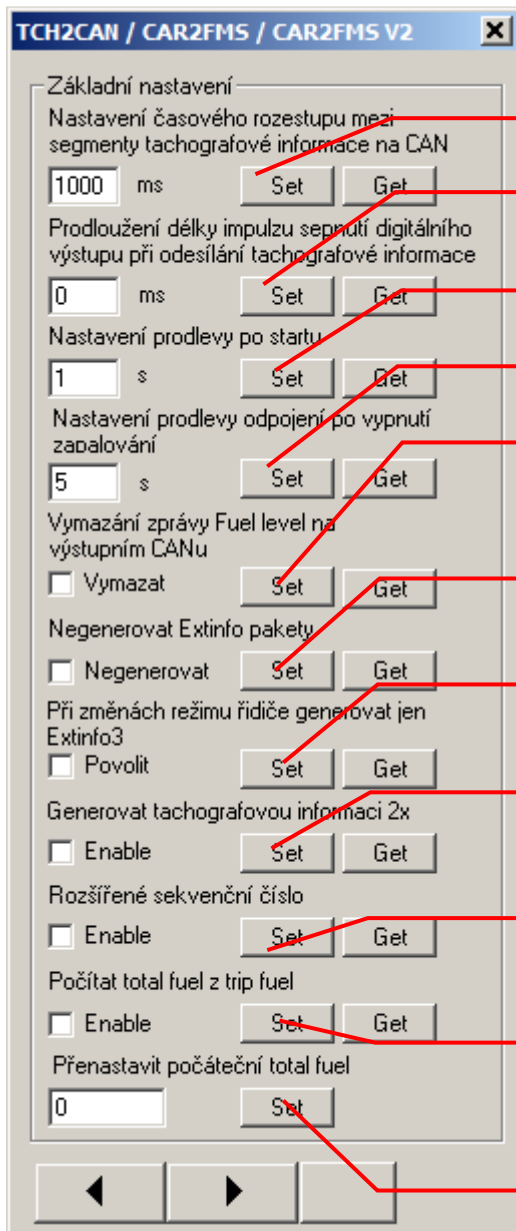 TCH2CAN / CAR2FMS / CAR2FMS V2
Základní nastavení
Nastavení časového rozestupu mezi
segmenty tachografové informace na CAN
1000 ms Set Get
Prodloužení délky impulzu sepnutí digitálního
výstupu při odesílání tachografové informace
0 ms Set Get
Nastavení prodlevy po startu
1 s Set Get
Nastavení prodlevy odpojení po vypnutí
zapalování
5 s Set Get
Vymazání zprávy Fuel level na
výstupním CANu
Vymazat Set Get
Negenerovat Extinfo pakety
Negenerovat Set Get
Při změnách režimu řidiče generovat jen
Extinfo3
Povolit Set Get
Generovat tachografovou informaci 2x
Enable Set Get
Rozšířené sekvenční číslo
Enable Set Get
Počítat total fuel z trip fuel
Enable Set Get
Přenastavit počáteční total fuel
0 Set